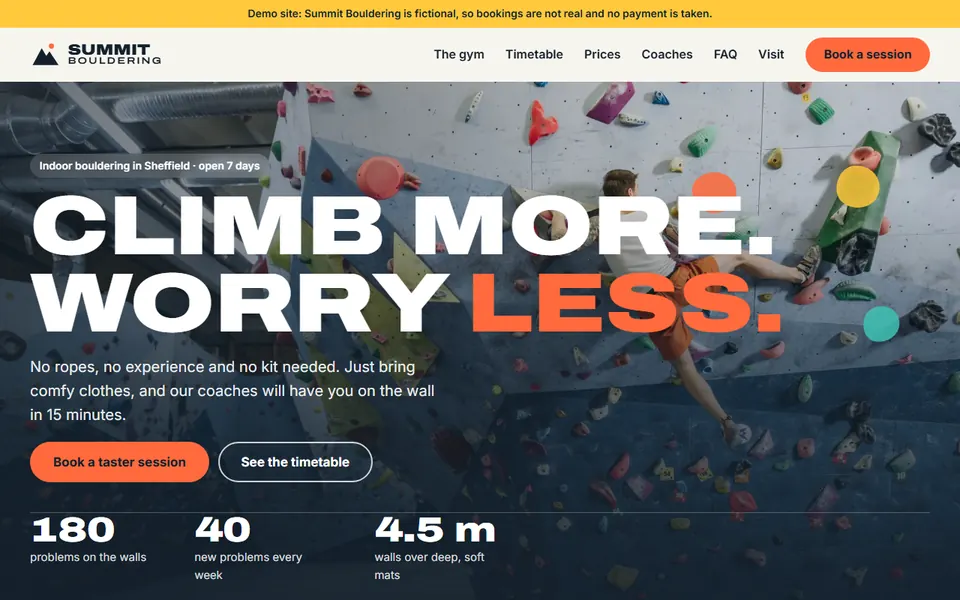 Demo site: Summit Bouldering is fictional, so bookings are not real and no payment is taken.
SUMMIT
BOULDERING
The gym
Timetable
Prices
Coaches
FAQ
Visit
Book a session
Indoor bouldering in Sheffield · open 7 days
CLIMB MORE.
WORRY LESS.
No ropes, no experience and no kit needed. Just bring
comfy clothes, and our coaches will have you on the wall
in 15 minutes.
Book a taster session
See the timetable
180
problems on the walls
40
new problems every
week
4.5 m
walls over deep, soft
mats